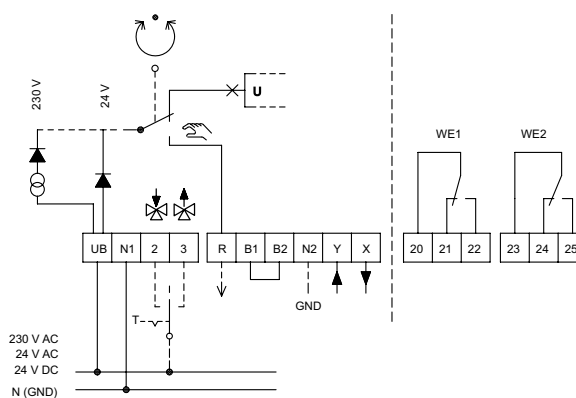 230 V
24 V
U
WE1
WE2
UB N1 2 3 R B1 B2 N2 Y X 20 21 22 23 24 25
GND
T
230 V AC
24 V AC
24 V DC
N (GND)